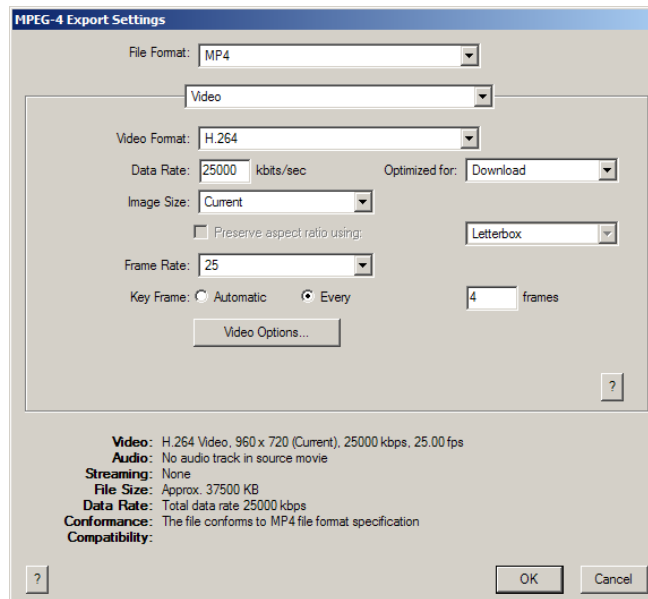 MPEG-4 Export Settings
File Format: MP4
Video
Video Format: H.264
Data Rate: 25000 kbits/sec Optimized for: Download
Image Size: Current
Preserve aspect ratio using: Letterbox
Frame Rate: 25
Key Frame: Automatic Every 4 frames
Video Options...
?
Video: H.264 Video, 960 x 720 (Current), 25000 kbps, 25.00 fps
Audio: No audio track in source movie
Streaming: None
File Size: Approx. 37500 KB
Data Rate: Total data rate 25000 kbps
Conformance: The file conforms to MP4 file format specification
Compatibility:
? OK Cancel